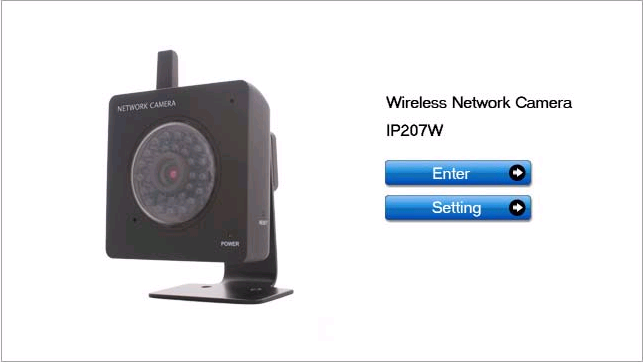 NETWORK CAMERA
POWER
Wireless Network Camera
IP207W
Enter
Setting